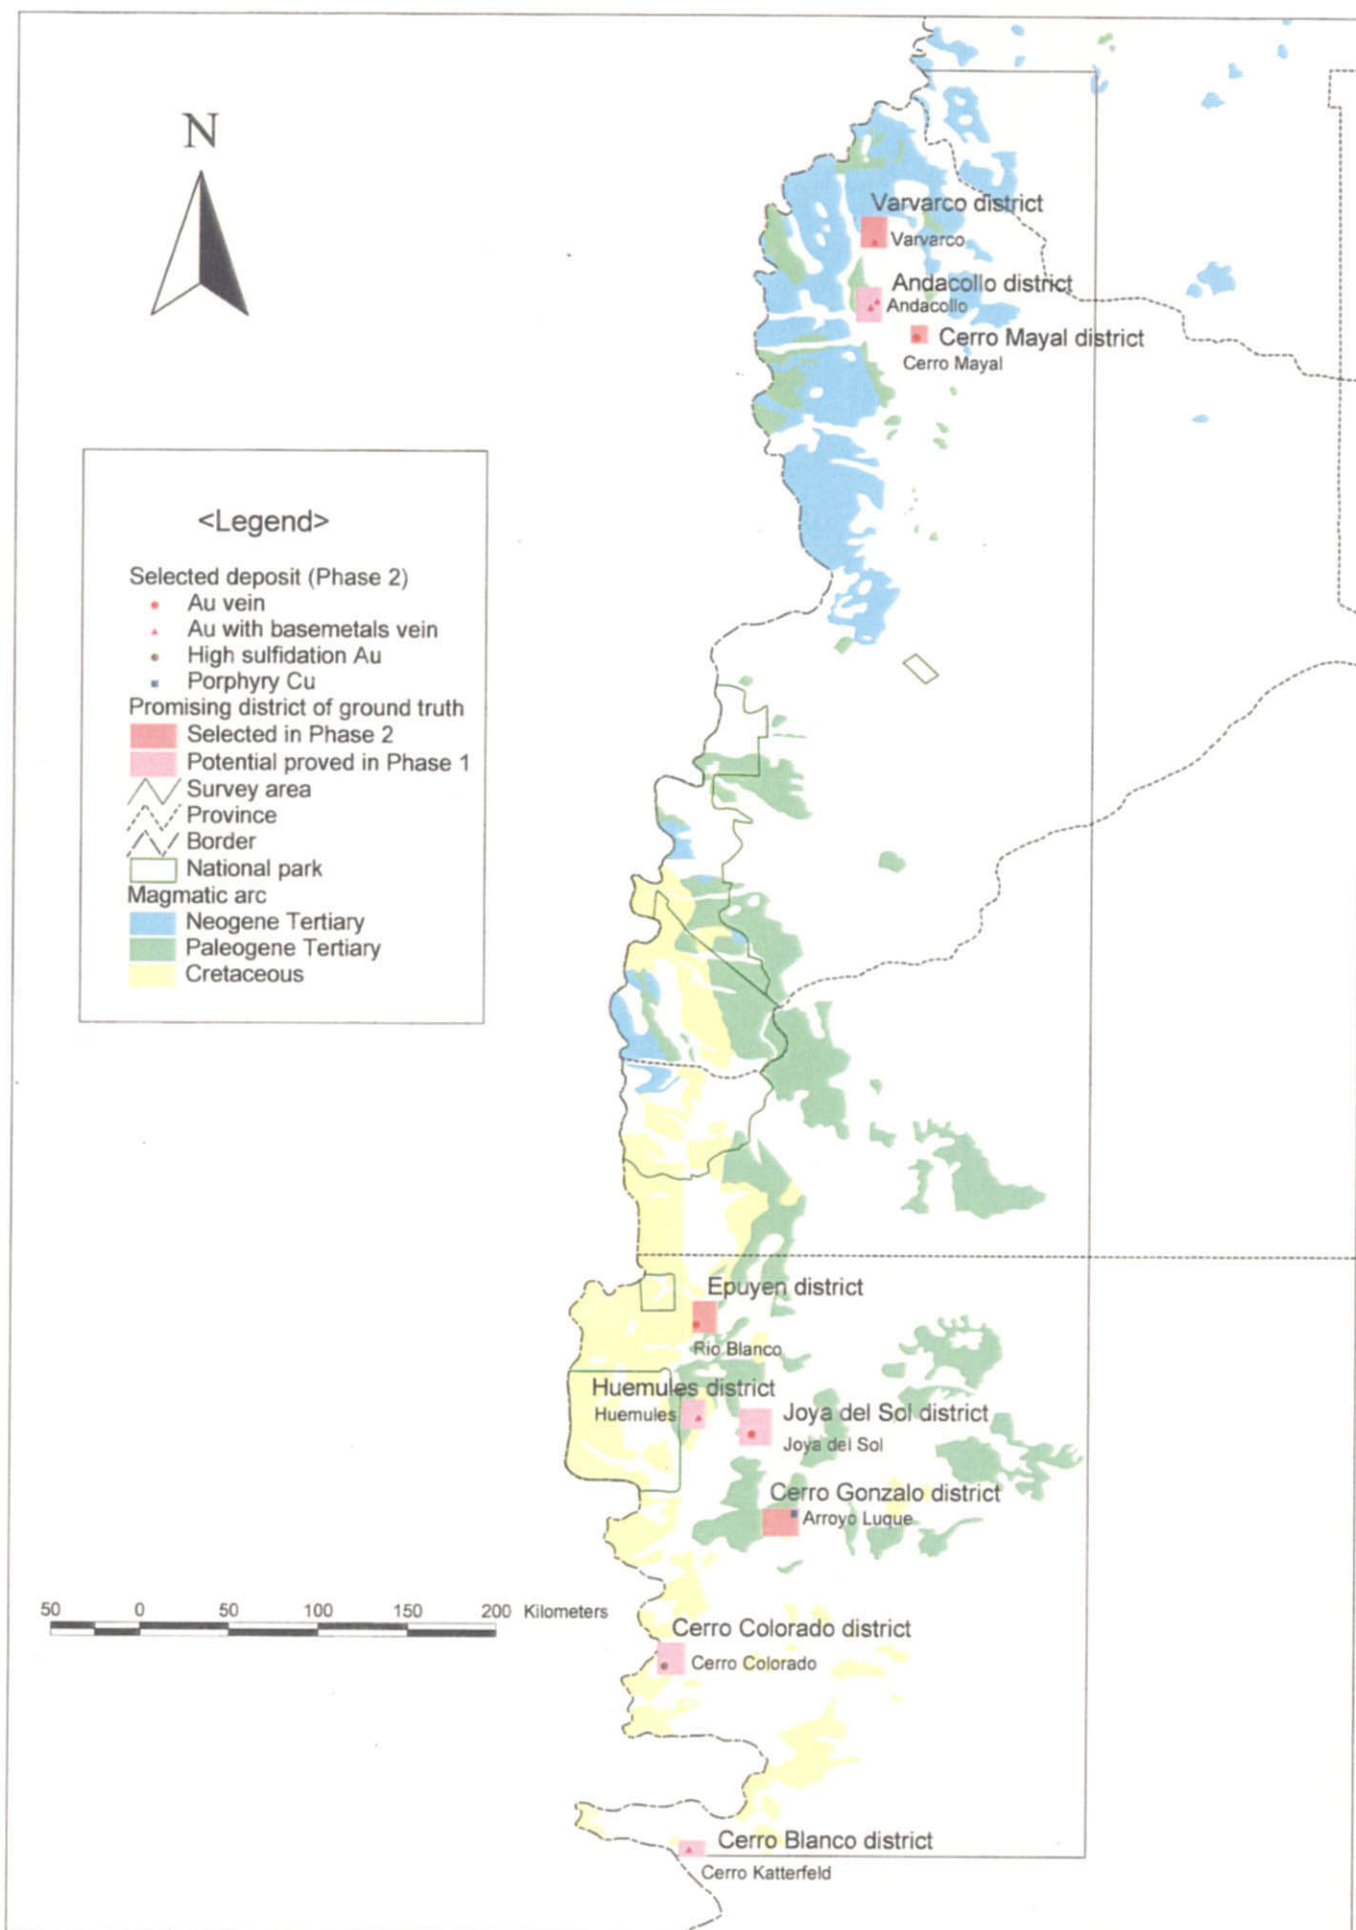 N
Varvarco district
Varvarco
Andacollo district
Andacollo
Cerro Mayal district
Cerro Mayal
<Legend>
Selected deposit (Phase 2)
Au vein
Au with basemetals vein
High sulfidation Au
Porphyry Cu
Promising district of ground truth
Selected in Phase 2
Potential proved in Phase 1
Survey area
Province
Border
National park
Magmatic arc
Neogene Tertiary
Paleogene Tertiary
Cretaceous
Epuyen district
Rio Blanco
Huemules district
Huemules
Joya del Sol district
Joya del Sol
Cerro Gonzalo district
Arroyo Luque
50 0 50 100 150 200 Kilometers
Cerro Colorado district
Cerro Colorado
Cerro Blanco district
Cerro Katterfeld